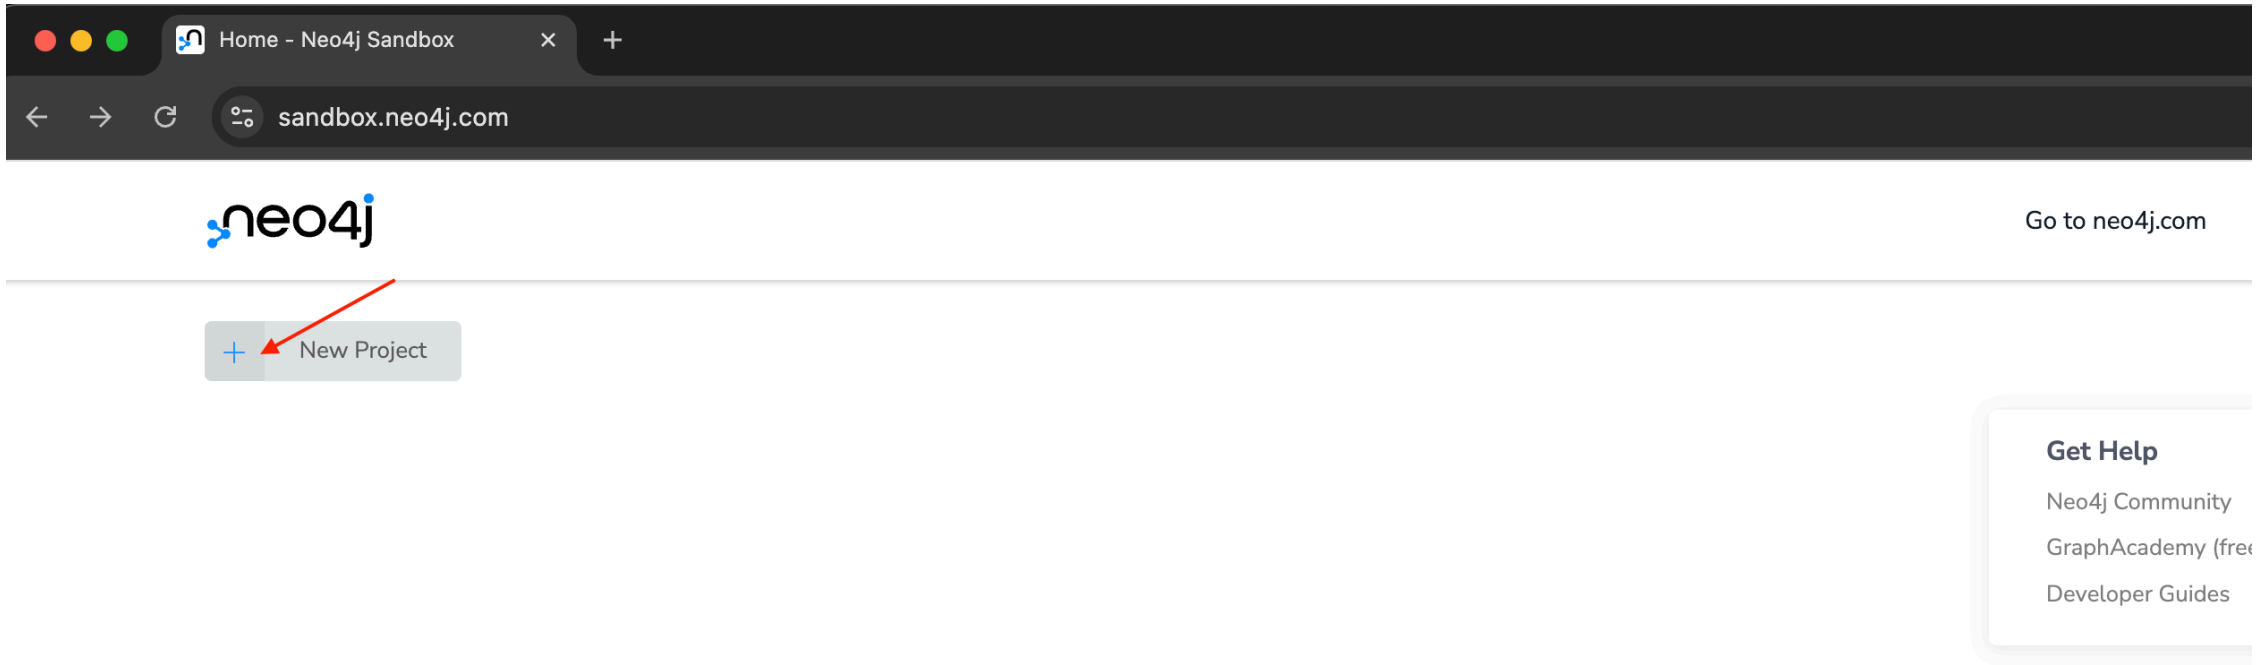 Home - Neo4j Sandbox
sandbox.neo4j.com
neo4j
Go to neo4j.com
New Project
Get Help
Neo4j Community
GraphAcademy (free
Developer Guides